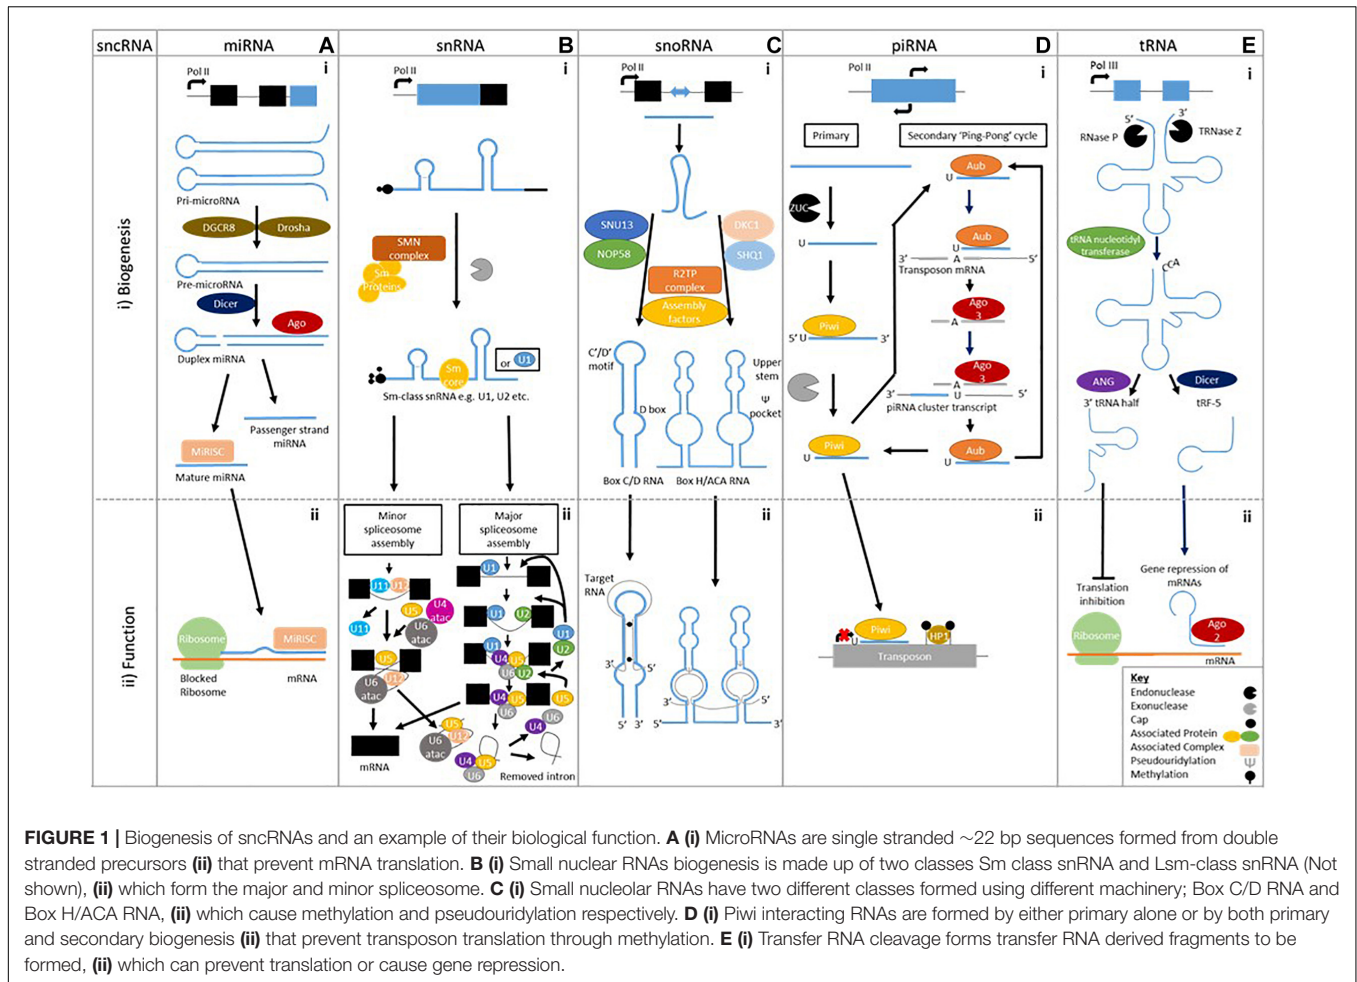 sncRNA
miRNA A
snRNA B
snoRNA C
piRNA D
tRNA E
i) Biogenesis
ii) Function
i
Pol II
Pri-microRNA
DGCR8
Drosha
Pre-microRNA
Dicer
Ago
Duplex miRNA
Passenger strand
miRNA
MiRISC
Mature miRNA
ii
Ribosome
MiRISC
Blocked
Ribosome
mRNA
i
Pol II
SMN
complex
Sm
Proteins
Sm
core
or U1
Sm-class snRNA e.g. U1, U2 etc.
ii
Minor
spliceosome
assembly
Major
spliceosome
assembly
U11
U12
U11
U5
U4
atac
U6
atac
U5
U6
atac
U12
U5
U6
atac
U12
mRNA
U1
U1
U2
U1
U4
U5
U6
U2
U1
U2
U4
U5
U6
U5
U6
U4
U4
U5
U6
Removed intron
i
Pol II
SNU13
NOP58
DKC1
SHQ1
R2TP
complex
Assembly
factors
C'/D'
motif
D box
Upper
stem
Ψ
pocket
Box C/D RNA
Box H/ACA RNA
ii
Target
RNA
3'
5'
5'
3'
3'
5'
5'
3'
i
Pol II
Primary
Secondary 'Ping-Pong' cycle
ZUC
U
Piwi
5' U
3'
Piwi
U
Aub
U
Aub
U
3'
A
5'
Transposon mRNA
Ago
3
A
Ago
3
A
3'
U
5'
piRNA cluster transcript
Aub
U
ii
Piwi
U
HP1
Transposon
i
Pol III
5'
3'
RNase P
TRNase Z
tRNA nucleotidyl
transferase
CCA
ANG
Dicer
3' tRNA half
tRF-5
ii
Translation
inhibition
Gene repression of
mRNAs
Ribosome
Ago
2
mRNA
Key
Endonuclease
Exonuclease
Cap
Associated Protein
Associated Complex
Pseudouridylation Ψ
Methylation
FIGURE 1 | Biogenesis of sncRNAs and an example of their biological function. A (i) MicroRNAs are single stranded ~22 bp sequences formed from double
stranded precursors (ii) that prevent mRNA translation. B (i) Small nuclear RNAs biogenesis is made up of two classes Sm class snRNA and Lsm-class snRNA (Not
shown), (ii) which form the major and minor spliceosome. C (i) Small nucleolar RNAs have two different classes formed using different machinery; Box C/D RNA and
Box H/ACA RNA, (ii) which cause methylation and pseudouridylation respectively. D (i) Piwi interacting RNAs are formed by either primary alone or by both primary
and secondary biogenesis (ii) that prevent transposon translation through methylation. E (i) Transfer RNA cleavage forms transfer RNA derived fragments to be
formed, (ii) which can prevent translation or cause gene repression.